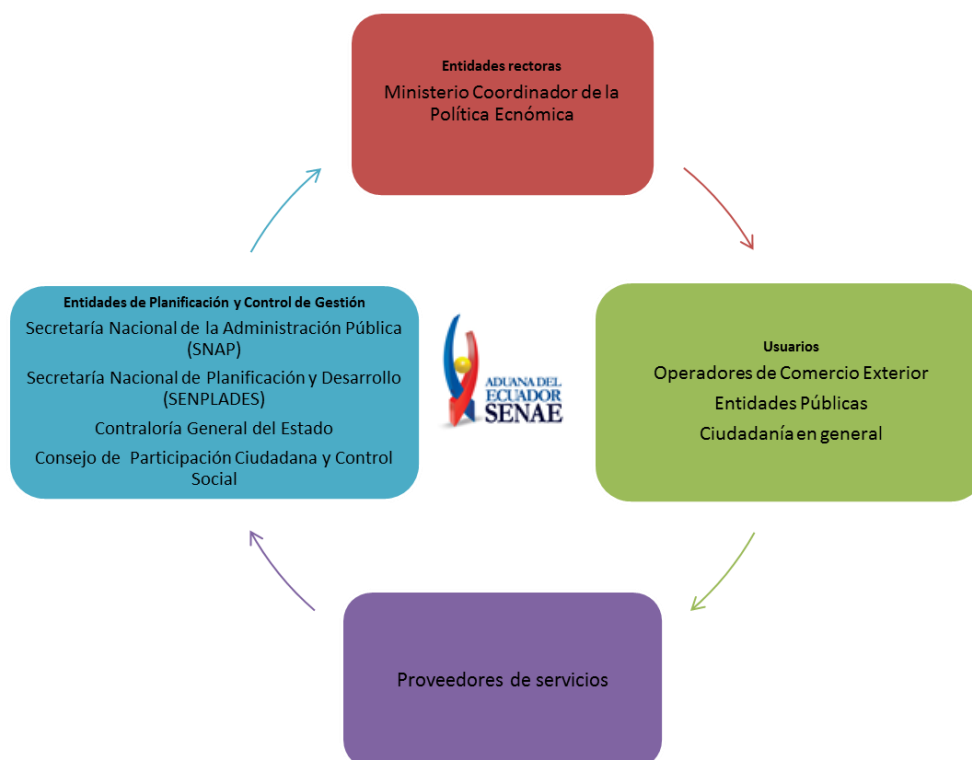 Entidades rectoras
Ministerio Coordinador de la
Política Ecnómica
Entidades de Planificación y Control de Gestión
Secretaría Nacional de la Administración Pública
(SNAP)
Secretaría Nacional de Planificación y Desarrollo
(SENPLADES)
Contraloría General del Estado
Consejo de Participación Ciudadana y Control
Social
ADUANA DEL
ECUADOR
SENAE
Usuarios
Operadores de Comercio Exterior
Entidades Públicas
Ciudadanía en general
Proveedores de servicios